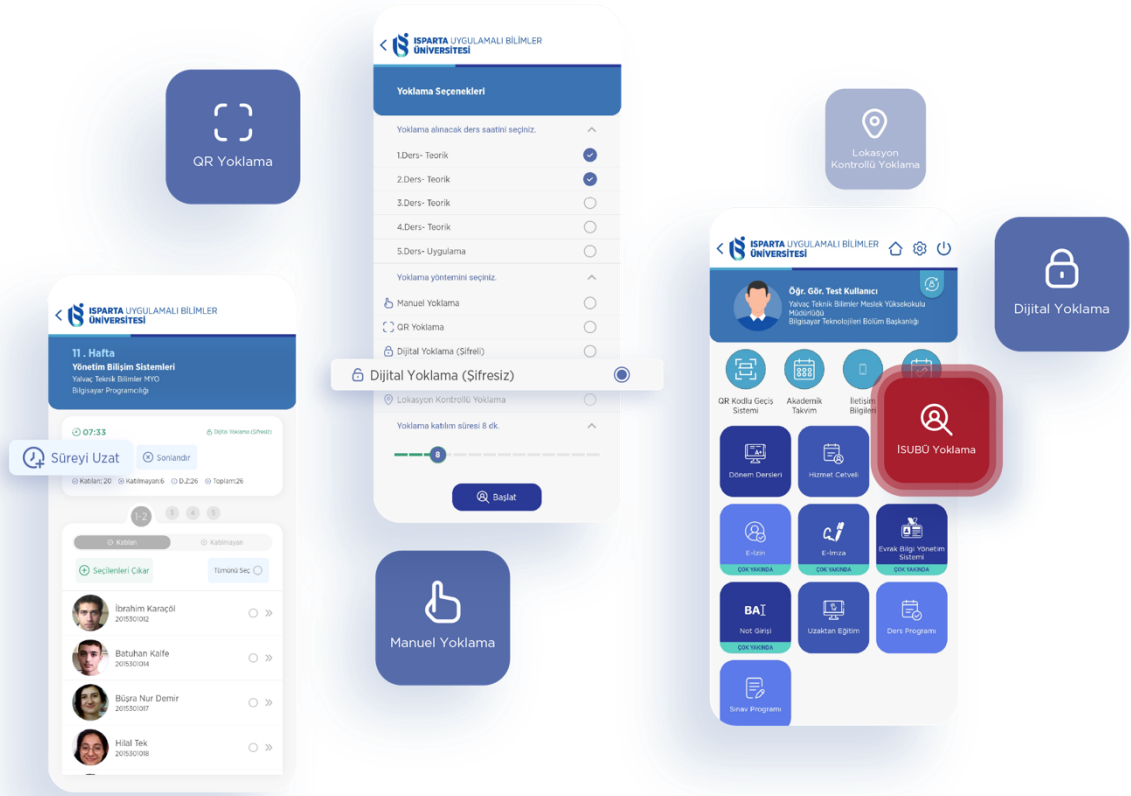 QR Yoklama
ISPARTA UYGULAMALI BİLİMLER
ÜNİVERSİTESİ
Yoklama Seçenekleri
Yoklama alınacak ders saatini seçiniz.
1.Ders- Teorik
2.Ders- Teorik
3.Ders- Teorik
4.Ders- Teorik
5.Ders- Uygulama
Yoklama yöntemini seçiniz.
Manuel Yoklama
QR Yoklama
Dijital Yoklama (Şifreli)
Dijital Yoklama (Şifresiz)
Lokasyon Kontrollü Yoklama
Yoklama katılım süresi 8 dk.
8
Başlat
Manuel Yoklama
ISPARTA UYGULAMALI BİLİMLER
ÜNİVERSİTESİ
11 . Hafta
Yönetim Bilişim Sistemleri
Yalvaç Teknik Bilimler MYO
Bilgisayar Programcılığı
07:33
Dijital Yoklama (Şifresiz)
Süreyi Uzat
Sonlandır
Katılan: 20 Katılmayan:6 D.Z:26 Toplam:26
1-2 3 4 5
Katılan
Katılmayan
Seçilenleri Çıkar
Tümünü Seç
İbrahim Karaçöl
2015301012
Batuhan Kalfe
2015301014
Büşra Nur Demir
2015301017
Hilal Tek
2015301018
Lokasyon
Kontrollü Yoklama
Dijital Yoklama
ISPARTA UYGULAMALI BİLİMLER
ÜNİVERSİTESİ
Öğr. Gör. Test Kullanıcı
Yalvaç Teknik Bilimler Meslek Yüksekokulu
Müdürlüğü
Bilgisayar Teknolojileri Bölüm Başkanlığı
QR Kodlu Geçiş
Sistemi
Akademik
Takvim
İletişim
Bilgileri
İSUBÜ Yoklama
Dönem Dersleri
Hizmet Cetveli
E-İzin
ÇOK YAKINDA
E-İmza
ÇOK YAKINDA
Evrak Bilgi Yönetim
Sistemi
ÇOK YAKINDA
Not Girişi
ÇOK YAKINDA
Uzaktan Eğitim
Ders Programı
Sınav Programı